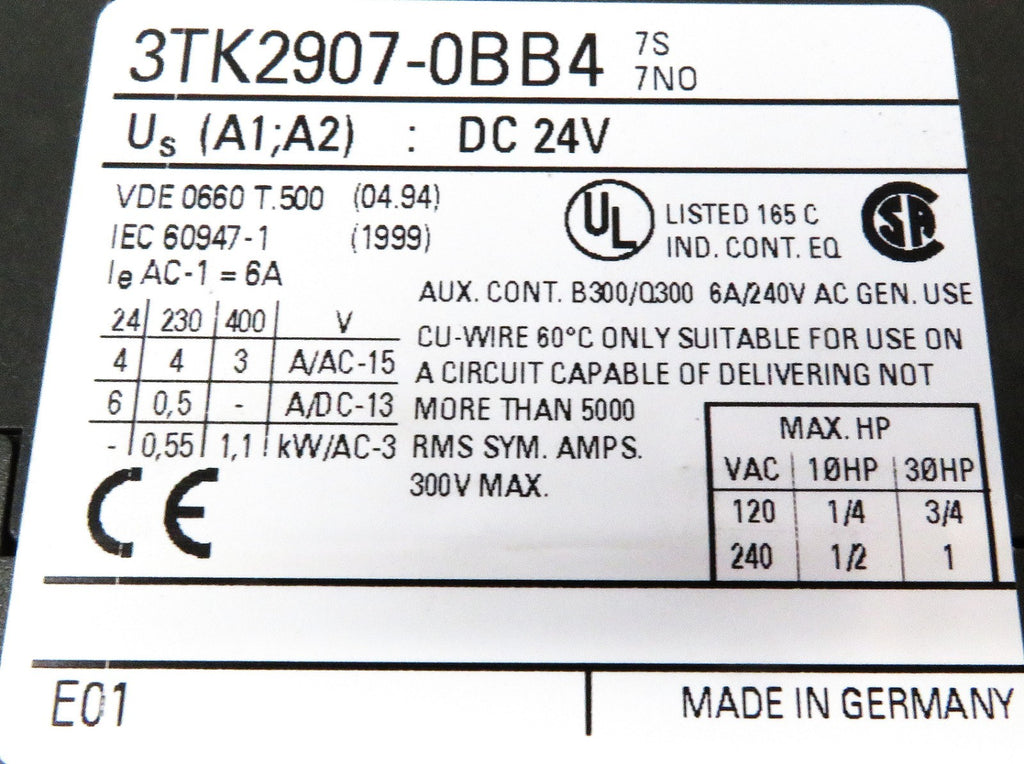 3TK2907-0BB4 7S
7NO
Us (A1;A2) : DC 24V
VDE 0660 T.500 (04.94)
IEC 60947-1 (1999)
Ie AC-1 = 6A
24 230 400 V
4 4 3 A/AC-15
6 0,5 - A/DC-13
- 0,55 1,1 kW/AC-3
CE
UL
LISTED 165 C
IND. CONT. EQ
SA
AUX. CONT. B300/Q300 6A/240V AC GEN. USE
CU-WIRE 60°C ONLY SUITABLE FOR USE ON
A CIRCUIT CAPABLE OF DELIVERING NOT
MORE THAN 5000
RMS SYM. AMPS.
300V MAX.
MAX. HP
VAC 1ØHP 3ØHP
120 1/4 3/4
240 1/2 1
E01
MADE IN GERMANY